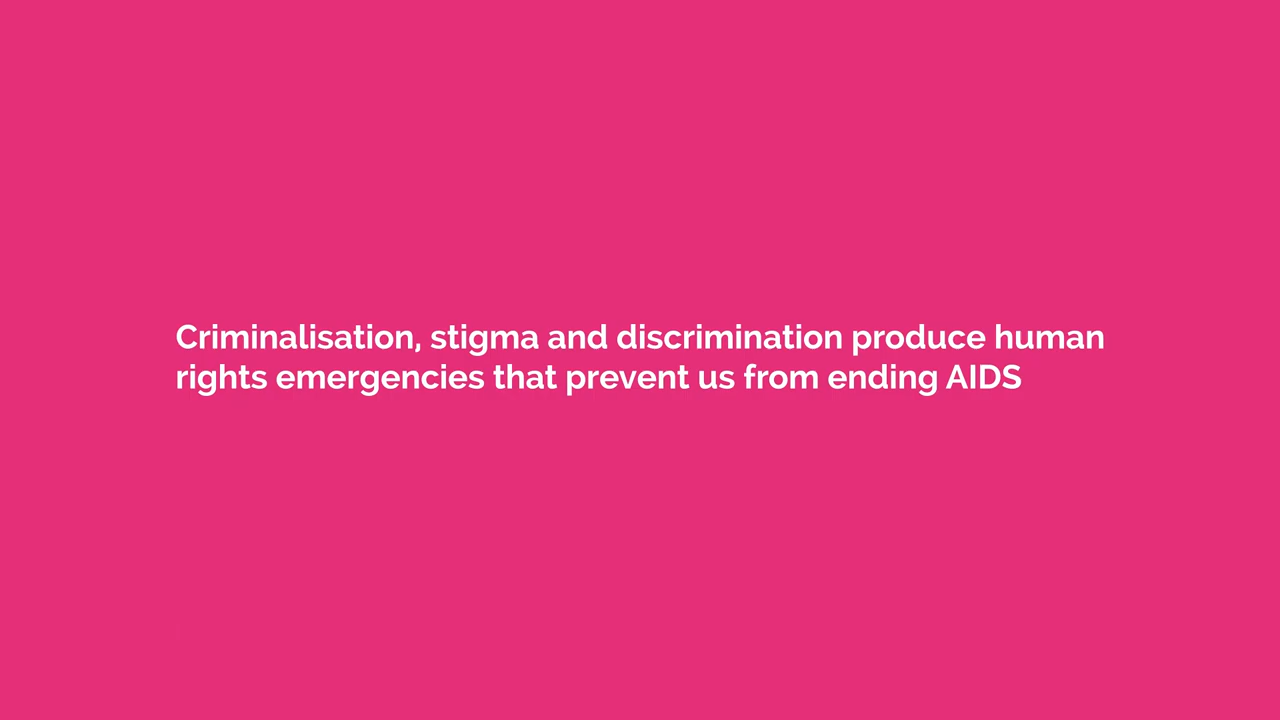 Criminalisation, stigma and discrimination produce human
rights emergencies that prevent us from ending AIDS